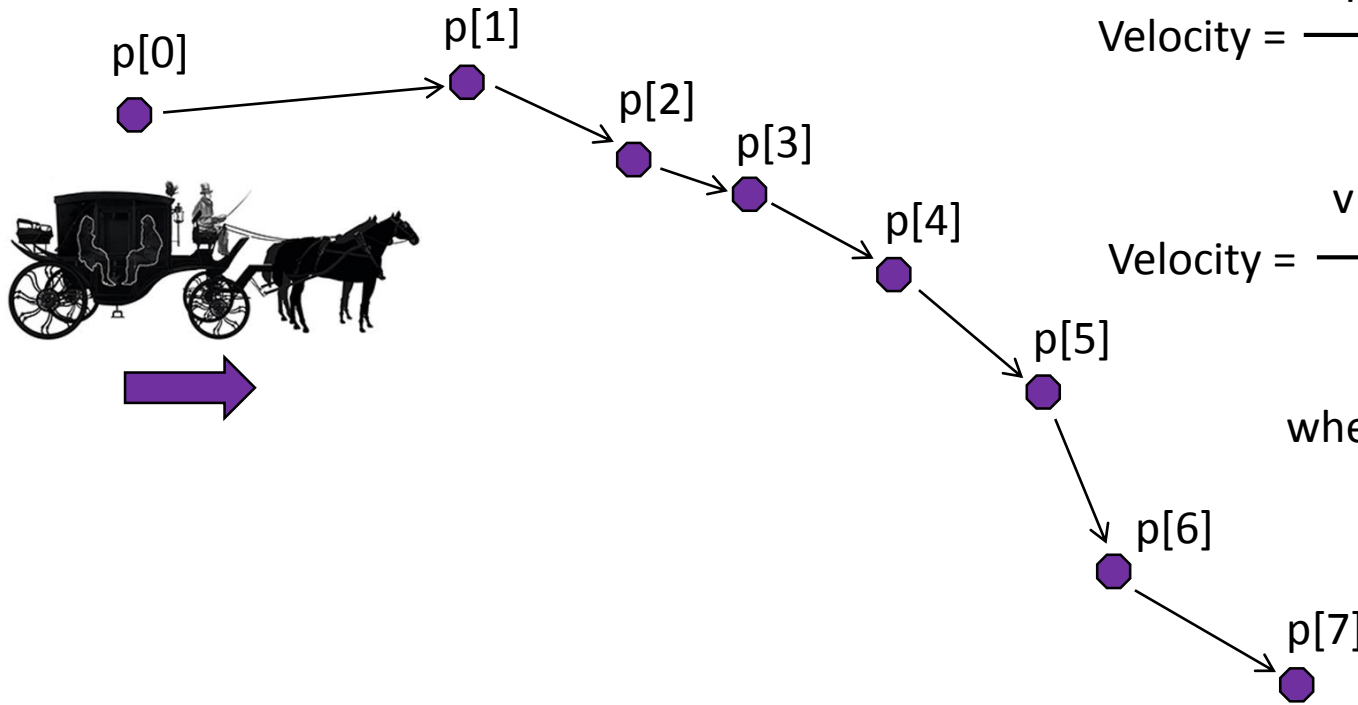 p[0]
p[1]
p[2]
p[3]
p[4]
p[5]
p[6]
p[7]
Velocity =
v
Velocity =